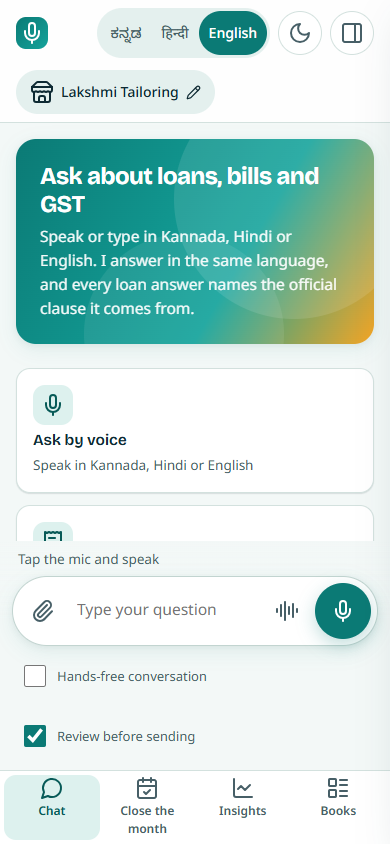 ಕನ್ನಡ हिन्दी English
Lakshmi Tailoring
Ask about loans, bills and
GST
Speak or type in Kannada, Hindi or
English. I answer in the same language,
and every loan answer names the official
clause it comes from.
Ask by voice
Speak in Kannada, Hindi or English
Tap the mic and speak
Type your question
Hands-free conversation
Review before sending
Chat
Close the
month
Insights
Books